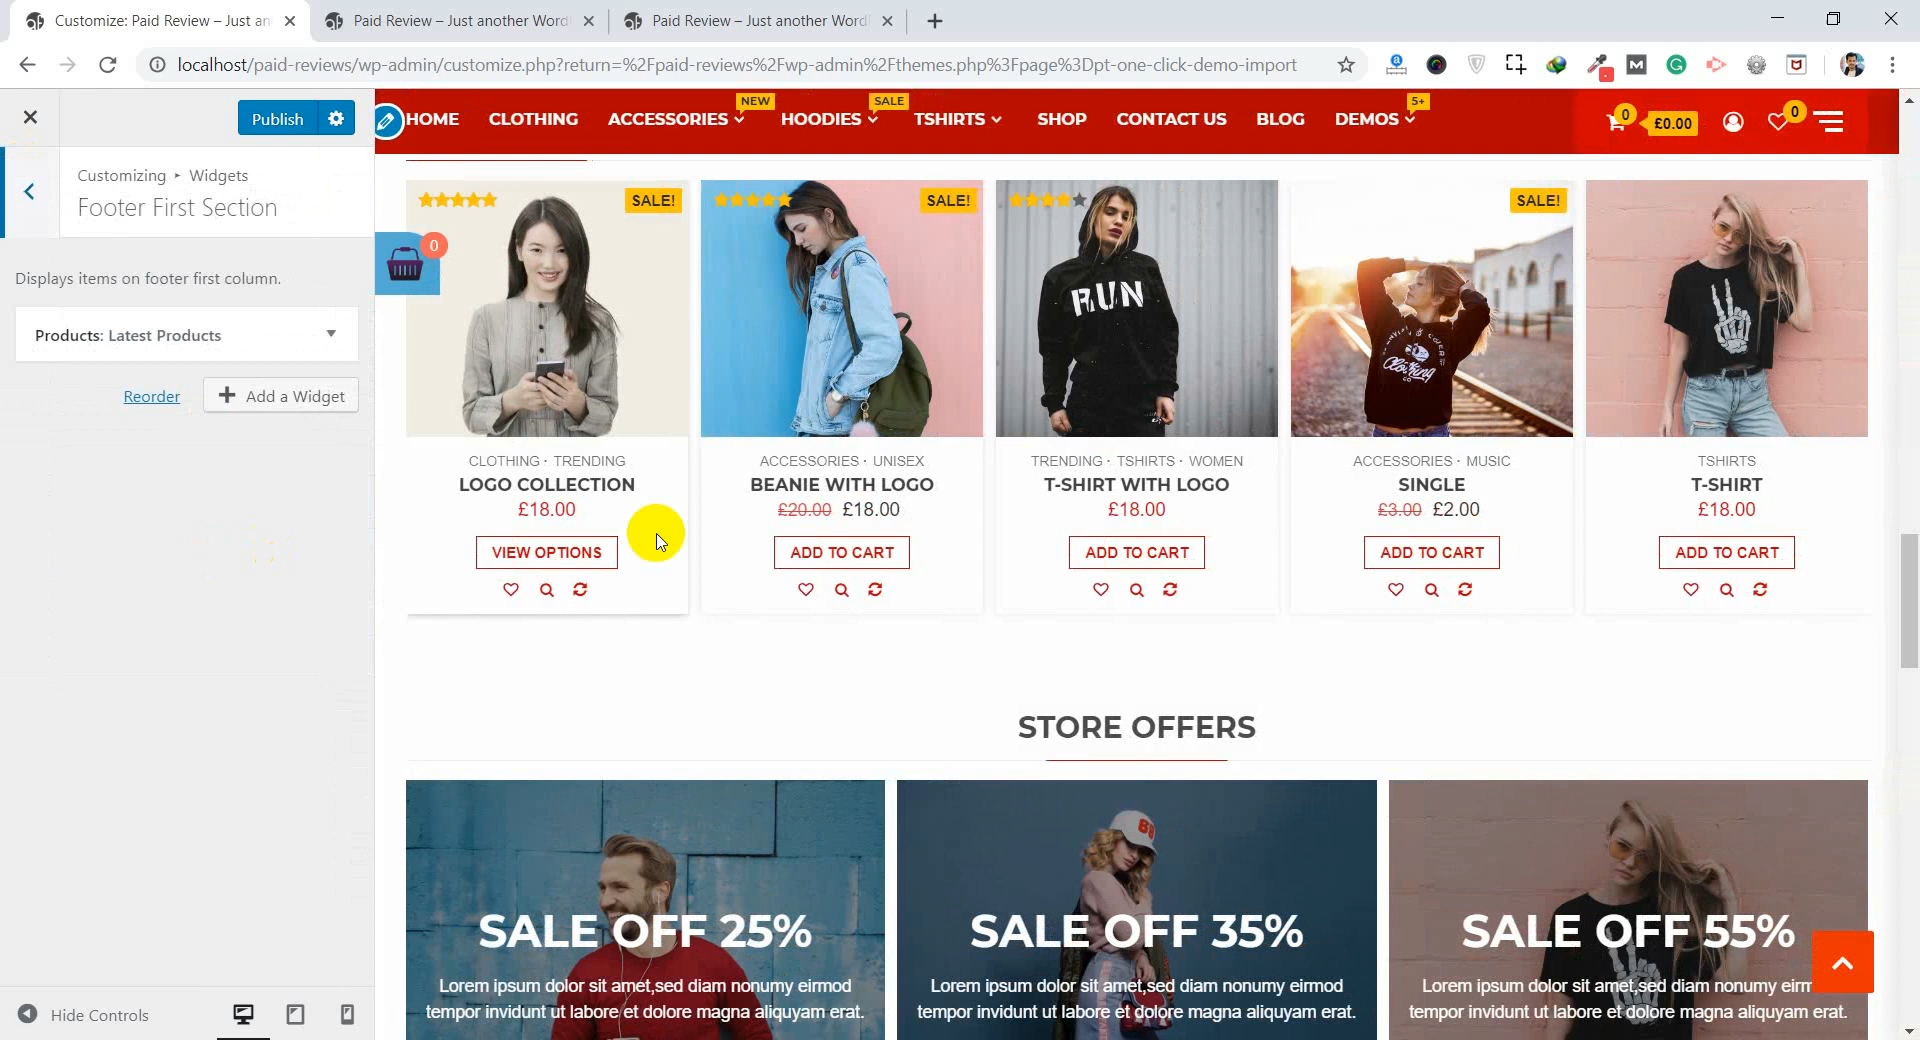 Customize: Paid Review – Just an
Paid Review – Just another Word
Paid Review – Just another Word
localhost/paid-reviews/wp-admin/customize.php?return=%2Fpaid-reviews%2Fwp-admin%2Fthemes.php%3Fpage%3Dpt-one-click-demo-import
Publish
Customizing ▸ Widgets
Footer First Section
Displays items on footer first column.
Products: Latest Products
Reorder
Add a Widget
Hide Controls
NEW SALE 5+
HOME CLOTHING ACCESSORIES HOODIES TSHIRTS SHOP CONTACT US BLOG DEMOS
0 £0.00 0
0
SALE! SALE! SALE!
RUN
Clothing
CLOTHING · TRENDING
LOGO COLLECTION
£18.00
VIEW OPTIONS
ACCESSORIES · UNISEX
BEANIE WITH LOGO
£20.00 £18.00
ADD TO CART
TRENDING · TSHIRTS · WOMEN
T-SHIRT WITH LOGO
£18.00
ADD TO CART
ACCESSORIES · MUSIC
SINGLE
£3.00 £2.00
ADD TO CART
TSHIRTS
T-SHIRT
£18.00
ADD TO CART
STORE OFFERS
SALE OFF 25%
Lorem ipsum dolor sit amet,sed diam nonumy eirmod
tempor invidunt ut labore et dolore magna aliquyam erat.
SALE OFF 35%
Lorem ipsum dolor sit amet,sed diam nonumy eirmod
tempor invidunt ut labore et dolore magna aliquyam erat.
SALE OFF 55%
Lorem ipsum dolor sit amet,sed diam nonumy eirm
tempor invidunt ut labore et dolore magna aliquyam erat.